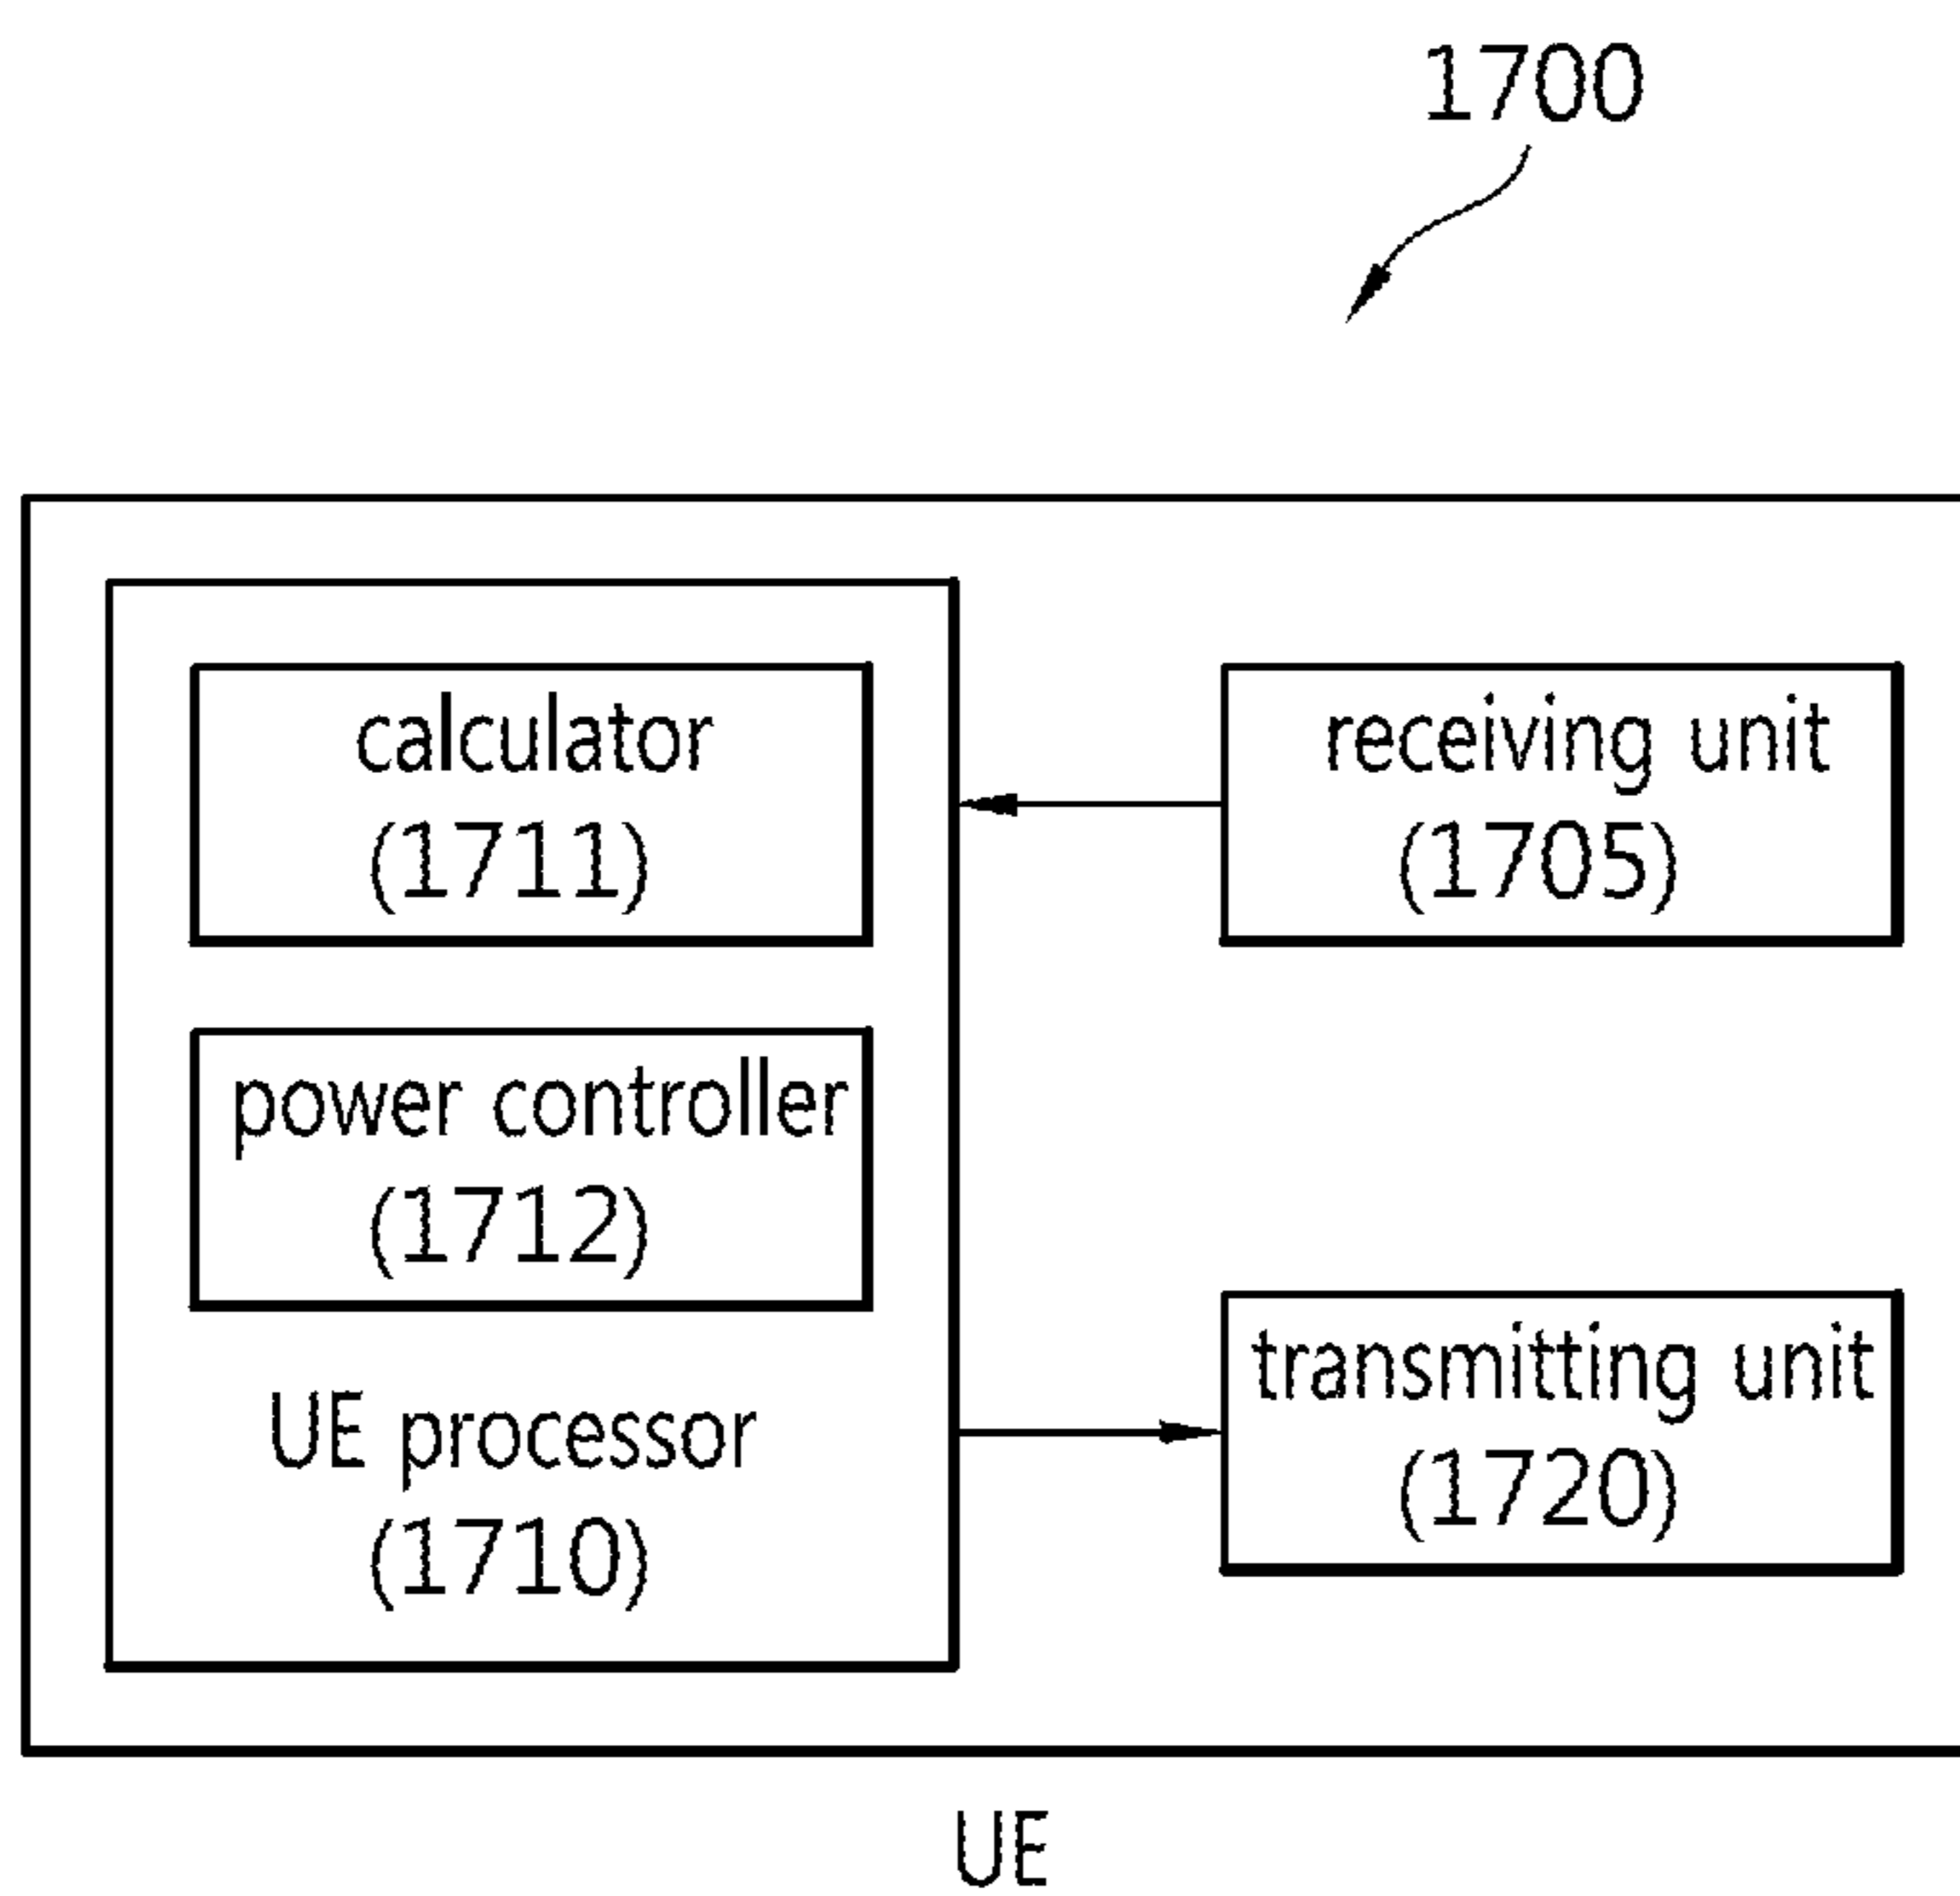 1700
calculator
(1711)
receiving unit
(1705)
power controller
(1712)
transmitting unit
(1720)
UE processor
(1710)
UE